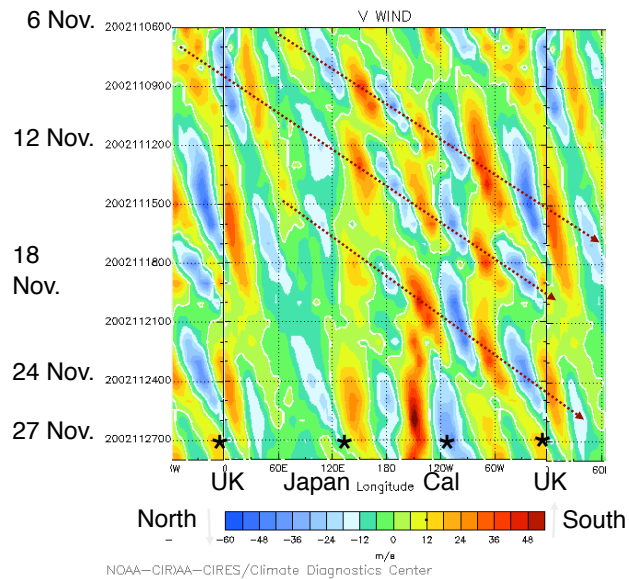 V WIND
6 Nov.
2002110600
2002110900
12 Nov.
2002111200
2002111500
18
Nov.
2002111800
2002112100
24 Nov.
2002112400
27 Nov.
2002112700
* * * *
W) 0 60E 120E 180 120W 60W 0 60E
UK Japan Longitude Cal UK
North South
-60 -48 -36 -24 -12 0 12 24 36 48
m/s
NOAA-CIRIAA-CIRES/Climate Diagnostics Center